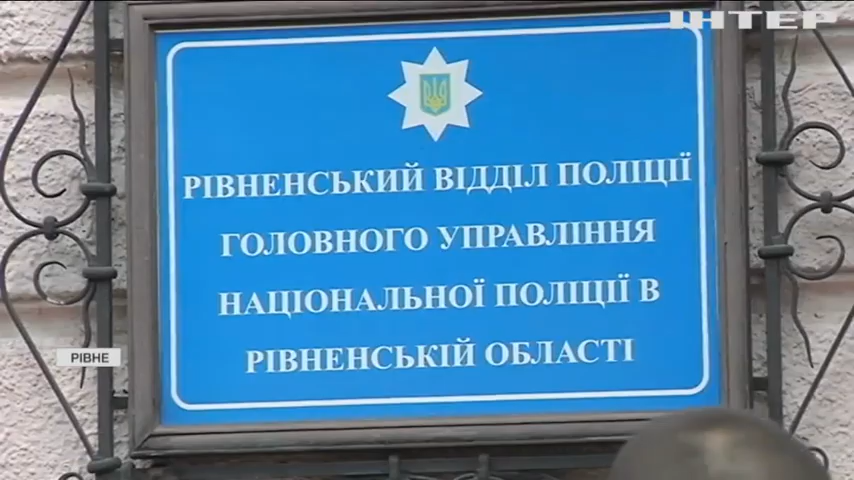 ІНТЕР
РІВНЕНСЬКИЙ ВІДДІЛ ПОЛІЦІЇ
ГОЛОВНОГО УПРАВЛІННЯ
НАЦІОНАЛЬНОЇ ПОЛІЦІЇ В
РІВНЕНСЬКІЙ ОБЛАСТІ
РІВНЕ